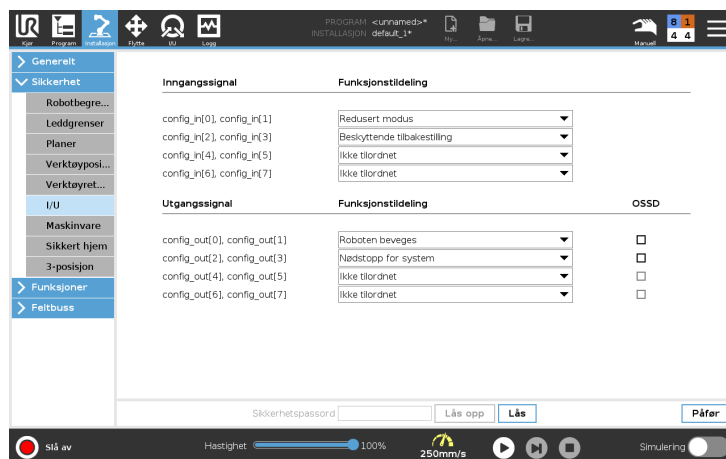 PROGRAM <unnamed>*
INSTALLASJON default_1*
UR
Kjør Program Installasjon Flytte I/U Logg Ny... Åpne... Lagre... Manuell
8 1
4 4
Generelt
Sikkerhet
Robotbegre...
Leddgrenser
Planer
Verktøyposi...
Verktøyret...
I/U
Maskinvare
Sikkert hjem
3-posisjon
Funksjoner
Feltbuss
Inngangssignal Funksjonstildeling
config_in[0], config_in[1] Redusert modus
config_in[2], config_in[3] Beskyttende tilbakestilling
config_in[4], config_in[5] Ikke tilordnet
config_in[6], config_in[7] Ikke tilordnet
Utgangssignal Funksjonstildeling OSSD
config_out[0], config_out[1] Roboten beveges
config_out[2], config_out[3] Nødstopp for system
config_out[4], config_out[5] Ikke tilordnet
config_out[6], config_out[7] Ikke tilordnet
Sikkerhetspassord Lås opp Lås Påfør
Slå av Hastighet 100% 250mm/s Simulering